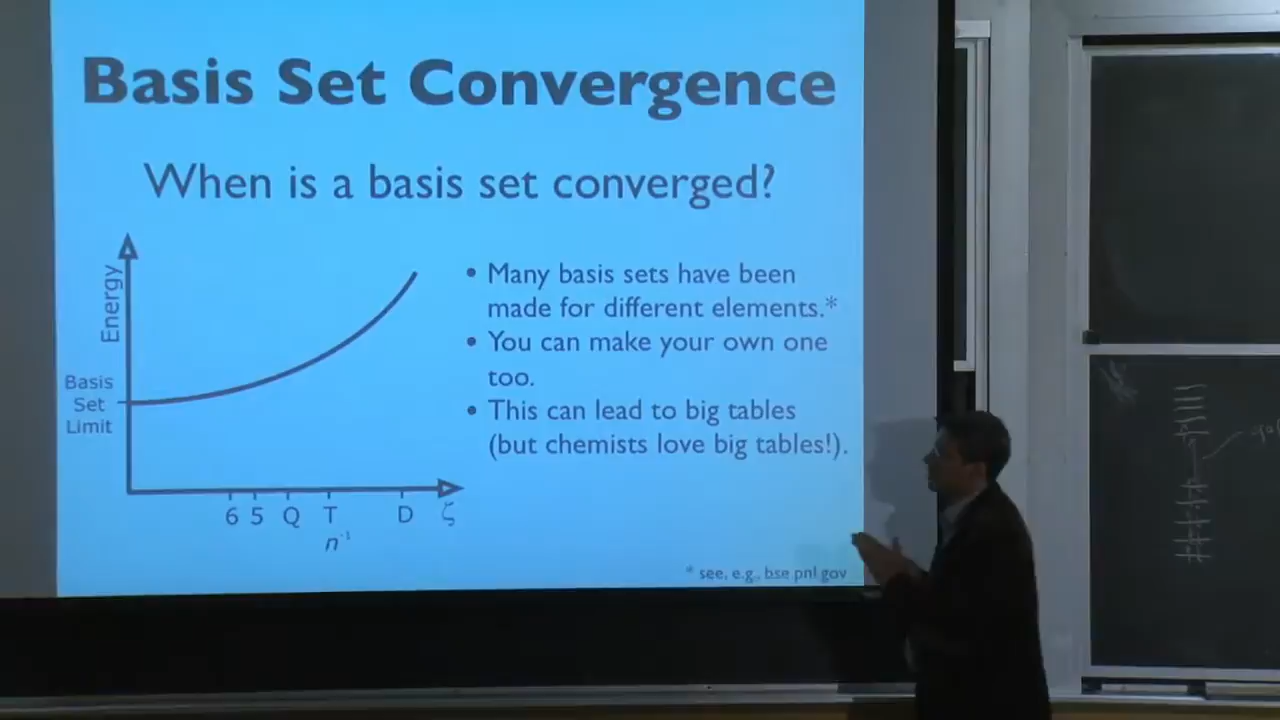 Basis Set Convergence
When is a basis set converged?
Energy
Basis
Set
Limit
6 5 Q T D ζ
n⁻¹
• Many basis sets have been
made for different elements.*
• You can make your own one
too.
• This can lead to big tables
(but chemists love big tables!).
* see, e.g., bse pnl gov